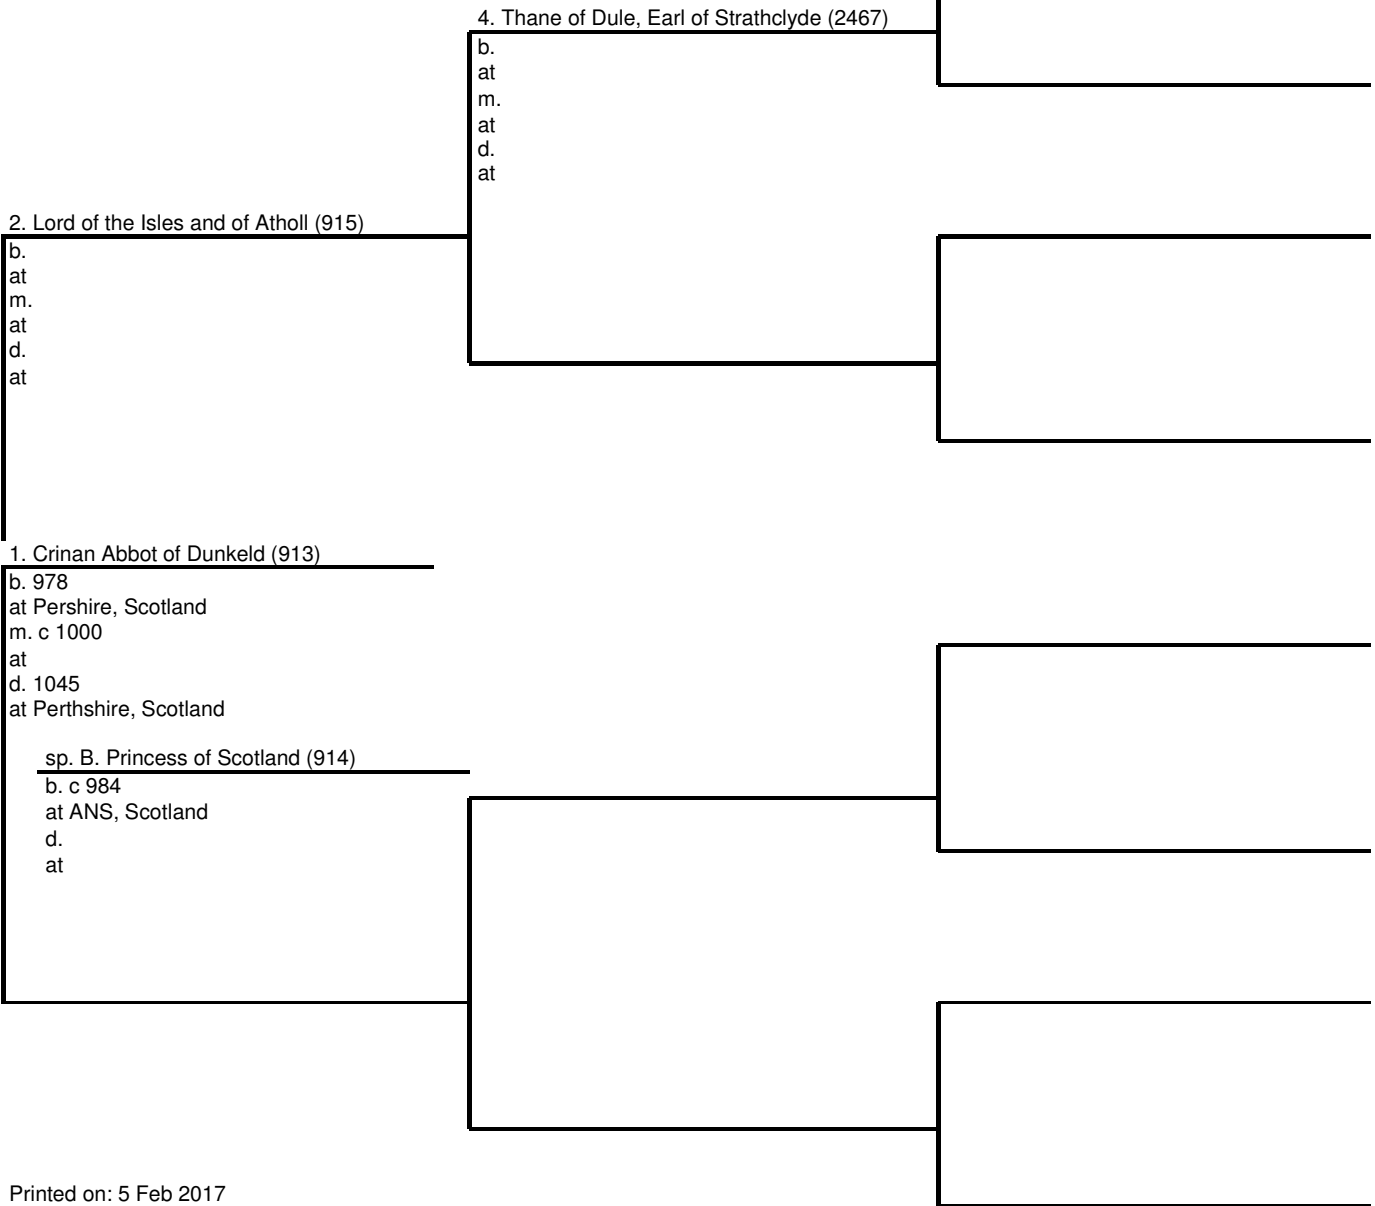 4. Thane of Dule, Earl of Strathclyde (2467)
b.
at
m.
at
d.
at
2. Lord of the Isles and of Atholl (915)
b.
at
m.
at
d.
at
1. Crinan Abbot of Dunkeld (913)
b. 978
at Pershire, Scotland
m. c 1000
at
d. 1045
at Perthshire, Scotland
sp. B. Princess of Scotland (914)
b. c 984
at ANS, Scotland
d.
at
Printed on: 5 Feb 2017